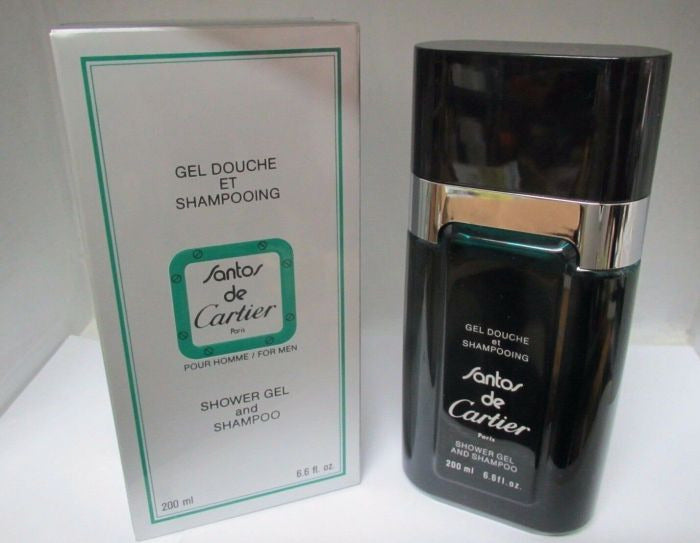 GEL DOUCHE
ET
SHAMPOOING
Santos
de
Cartier
Paris
POUR HOMME / FOR MEN
SHOWER GEL
and
SHAMPOO
200 ml
6.6 fl. oz.
GEL DOUCHE
et
SHAMPOOING
Santos
de
Cartier
Paris
SHOWER GEL
AND SHAMPOO
200 ml 6.6fl.oz.